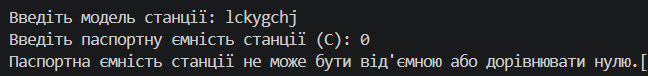 Введіть модель станції: lckygchj
Введіть паспортну ємність станції (C): 0
Паспортна ємність станції не може бути від'ємною або дорівнювати нулю.[